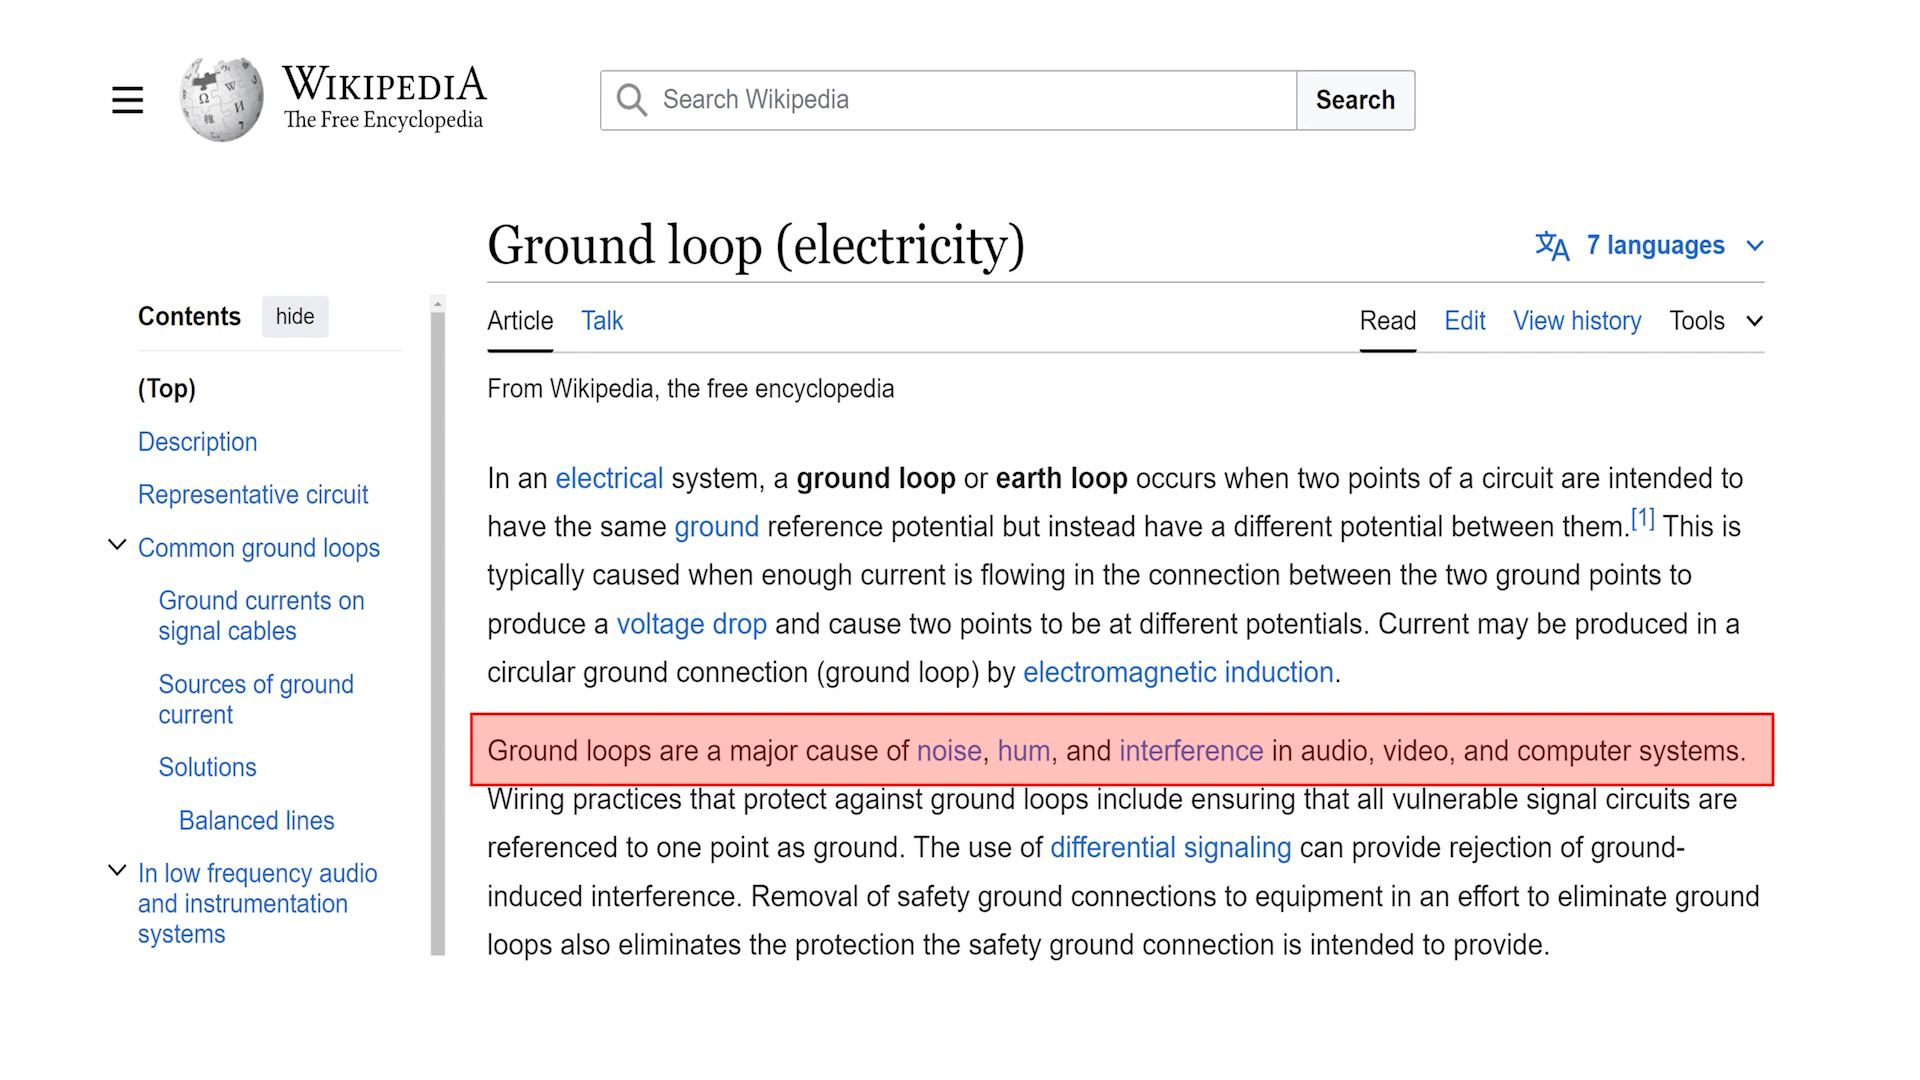 WIKIPEDIA
The Free Encyclopedia
Search Wikipedia
Search
Ground loop (electricity)
7 languages
Contents
hide
Article
Talk
Read
Edit
View history
Tools
(Top)
Description
Representative circuit
Common ground loops
Ground currents on
signal cables
Sources of ground
current
Solutions
Balanced lines
In low frequency audio
and instrumentation
systems
From Wikipedia, the free encyclopedia
In an electrical system, a ground loop or earth loop occurs when two points of a circuit are intended to
have the same ground reference potential but instead have a different potential between them.[1] This is
typically caused when enough current is flowing in the connection between the two ground points to
produce a voltage drop and cause two points to be at different potentials. Current may be produced in a
circular ground connection (ground loop) by electromagnetic induction.
Ground loops are a major cause of noise, hum, and interference in audio, video, and computer systems.
Wiring practices that protect against ground loops include ensuring that all vulnerable signal circuits are
referenced to one point as ground. The use of differential signaling can provide rejection of ground-
induced interference. Removal of safety ground connections to equipment in an effort to eliminate ground
loops also eliminates the protection the safety ground connection is intended to provide.